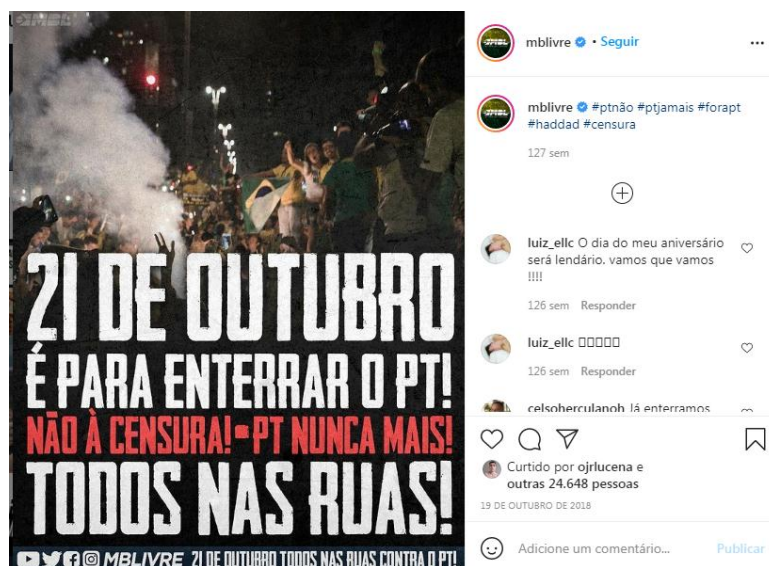 MBL
21 DE OUTUBRO
É PARA ENTERRAR O PT!
NÃO À CENSURA! - PT NUNCA MAIS!
TODOS NAS RUAS!
MBLIVRE 21 DE OUTUBRO TODOS NAS RUAS CONTRA O PT!
mblivre • Seguir
mblivre #ptnão #ptjamais #forapt
#haddad #censura
127 sem
luiz_ellc O dia do meu aniversário
será lendário. vamos que vamos
!!!!
126 sem Responder
luiz_ellc
126 sem Responder
celsoherculanoh Já enterramos
Curtido por ojrlucena e
outras 24.648 pessoas
19 DE OUTUBRO DE 2018
Adicione um comentário...
Publicar